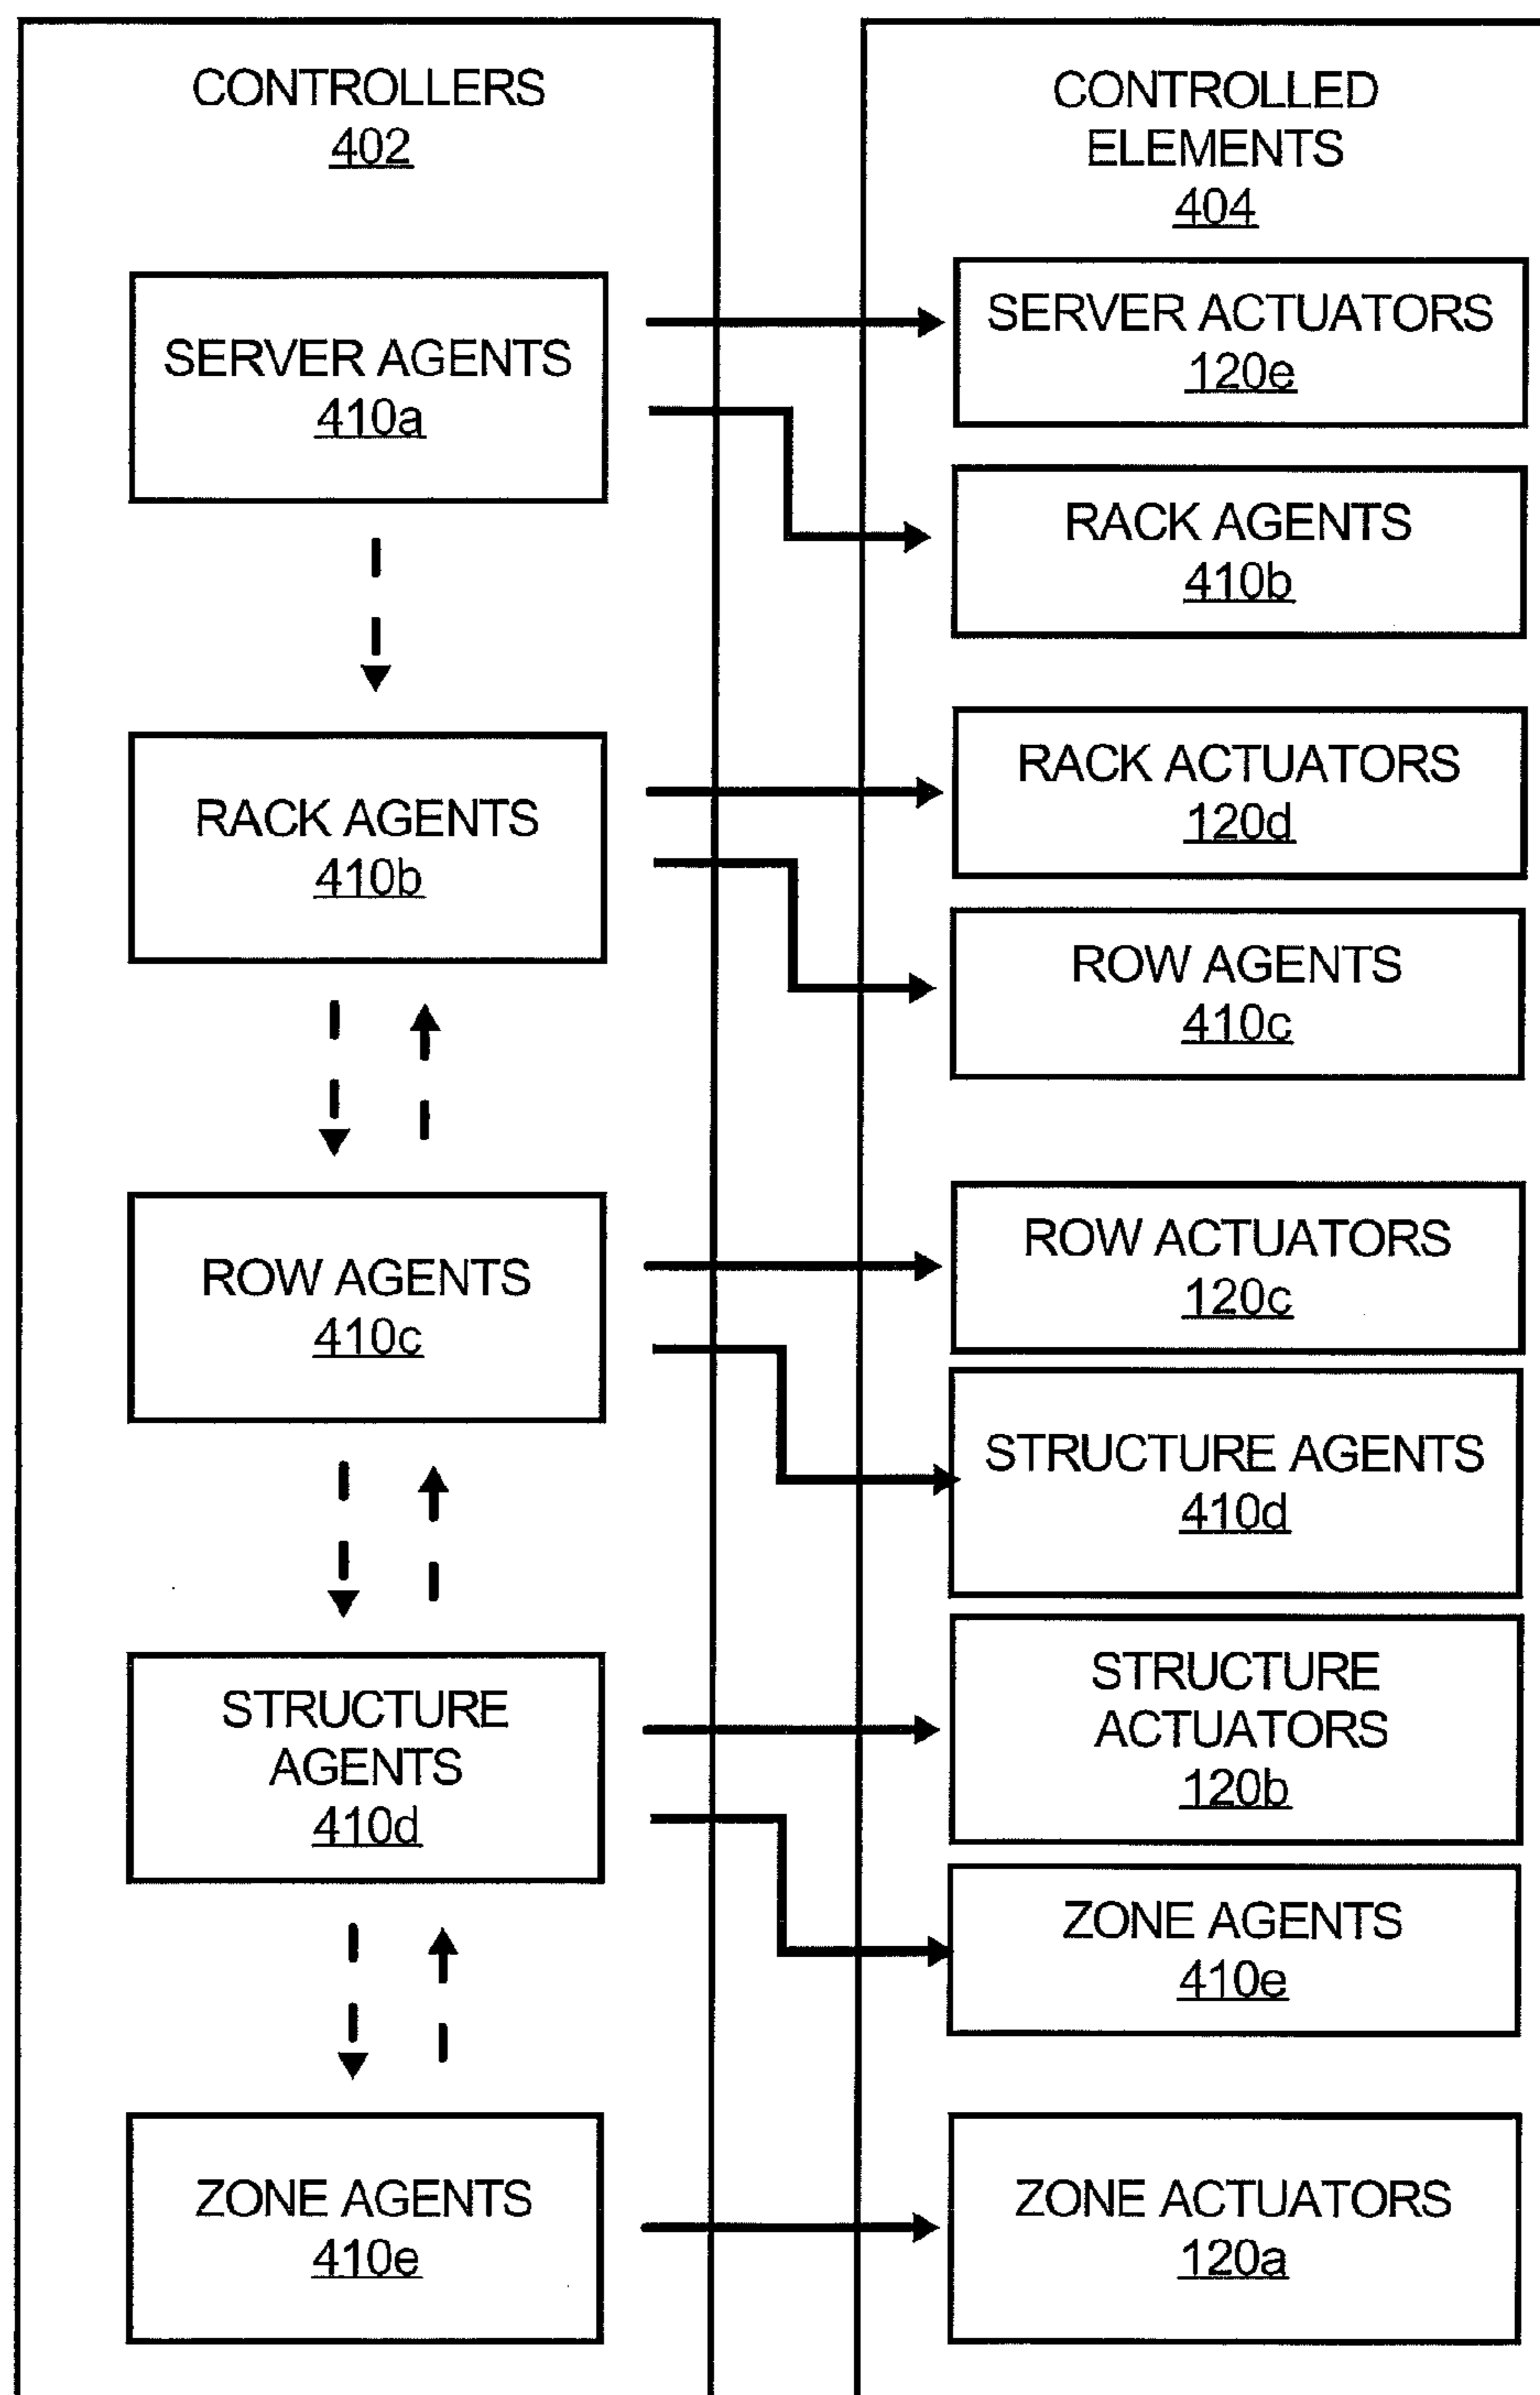 CONTROLLERS
402
SERVER AGENTS
410a
RACK AGENTS
410b
ROW AGENTS
410c
STRUCTURE
AGENTS
410d
ZONE AGENTS
410e
CONTROLLED
ELEMENTS
404
SERVER ACTUATORS
120e
RACK AGENTS
410b
RACK ACTUATORS
120d
ROW AGENTS
410c
ROW ACTUATORS
120c
STRUCTURE AGENTS
410d
STRUCTURE
ACTUATORS
120b
ZONE AGENTS
410e
ZONE ACTUATORS
120a